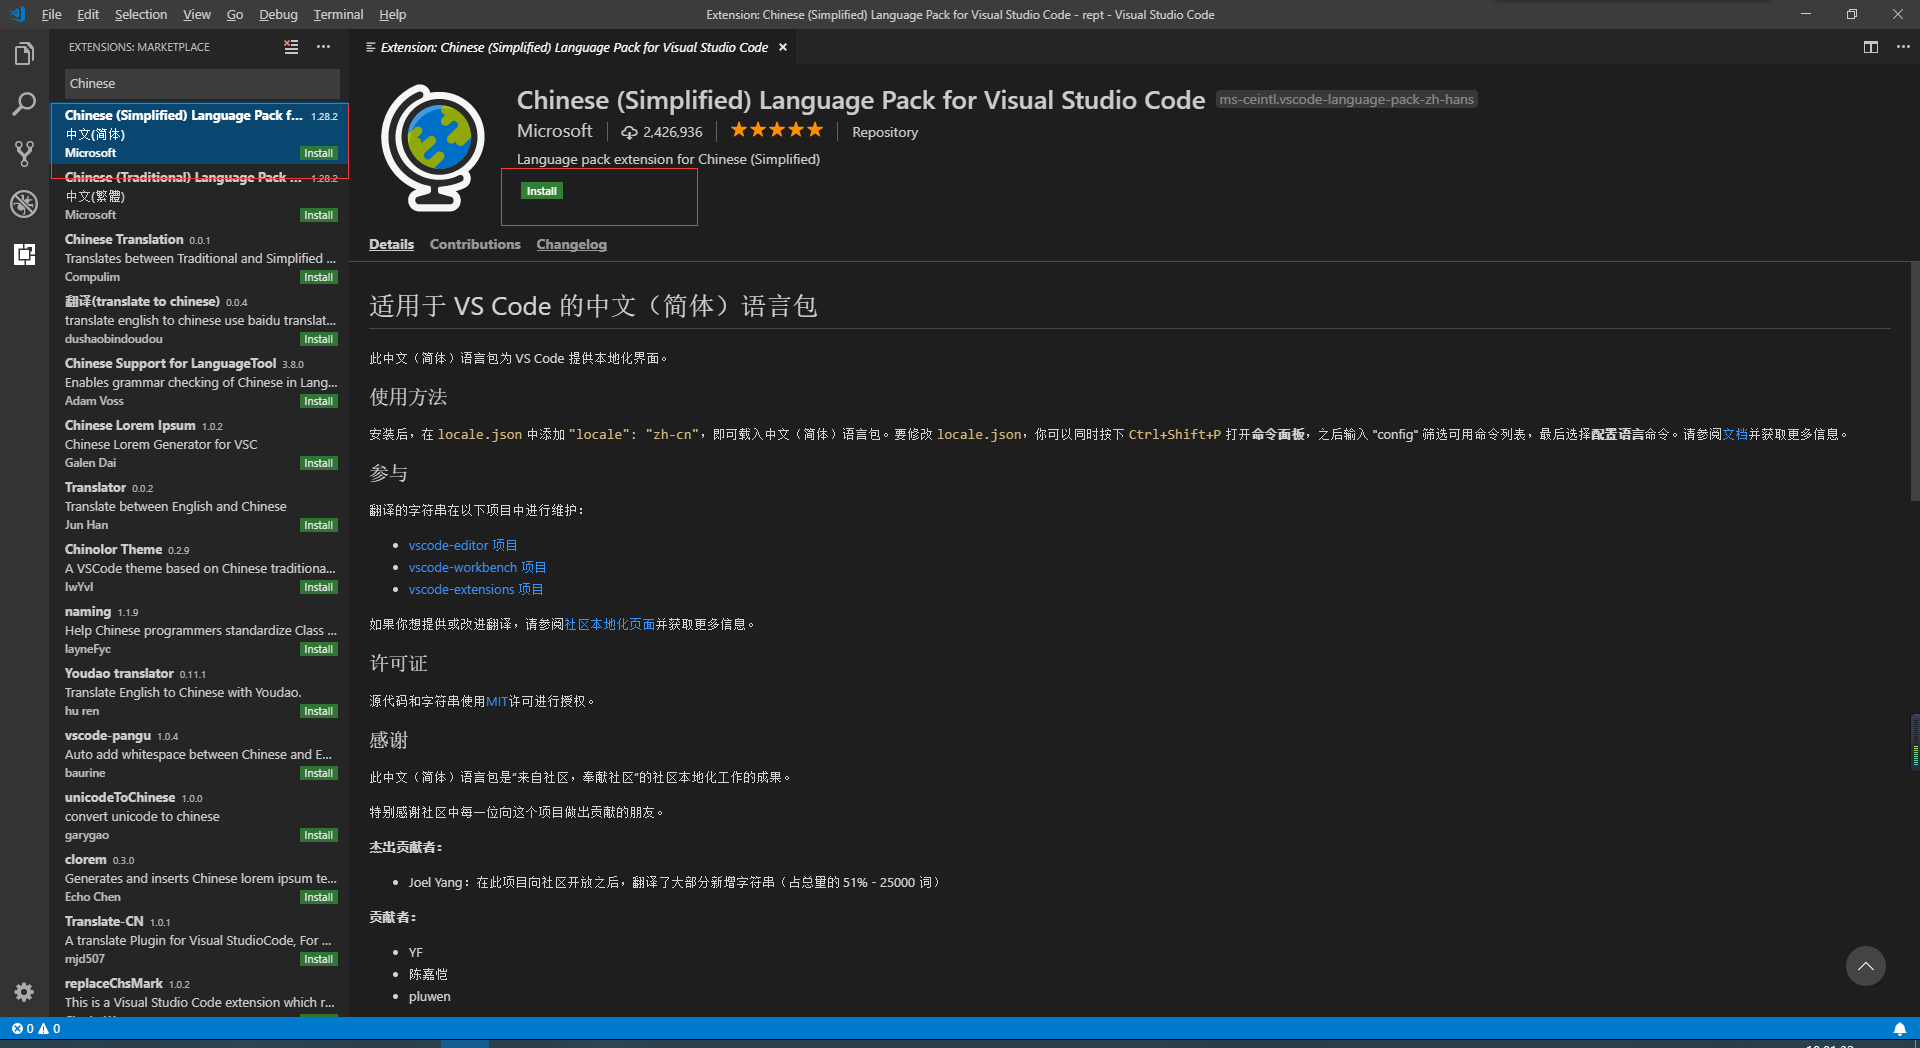 File Edit Selection View Go Debug Terminal Help
Extension: Chinese (Simplified) Language Pack for Visual Studio Code - rept - Visual Studio Code
EXTENSIONS: MARKETPLACE
Chinese
Chinese (Simplified) Language Pack f... 1.28.2
中文(简体)
Microsoft Install
Chinese (Traditional) Language Pack ... 1.28.2
中文(繁體)
Microsoft Install
Chinese Translation 0.0.1
Translates between Traditional and Simplified ...
Compulim Install
翻译(translate to chinese) 0.0.4
translate english to chinese use baidu translat...
dushaobindoudou Install
Chinese Support for LanguageTool 3.8.0
Enables grammar checking of Chinese in Lang...
Adam Voss Install
Chinese Lorem Ipsum 1.0.2
Chinese Lorem Generator for VSC
Galen Dai Install
Translator 0.0.2
Translate between English and Chinese
Jun Han Install
Chinolor Theme 0.2.9
A VSCode theme based on Chinese traditiona...
lwYvl Install
naming 1.1.9
Help Chinese programmers standardize Class ...
layneFyc Install
Youdao translator 0.11.1
Translate English to Chinese with Youdao.
hu ren Install
vscode-pangu 1.0.4
Auto add whitespace between Chinese and E...
baurine Install
unicodeToChinese 1.0.0
convert unicode to chinese
garygao Install
clorem 0.3.0
Generates and inserts Chinese lorem ipsum te...
Echo Chen Install
Translate-CN 1.0.1
A translate Plugin for Visual StudioCode, For ...
mjd507 Install
replaceChsMark 1.0.2
This is a Visual Studio Code extension which r...
Extension: Chinese (Simplified) Language Pack for Visual Studio Code
Chinese (Simplified) Language Pack for Visual Studio Code ms-ceintl.vscode-language-pack-zh-hans
Microsoft 2,426,936 ★★★★★ Repository
Language pack extension for Chinese (Simplified)
Install
Details Contributions Changelog
适用于 VS Code 的中文（简体）语言包
此中文（简体）语言包为 VS Code 提供本地化界面。
使用方法
安装后，在 locale.json 中添加 "locale": "zh-cn"，即可载入中文（简体）语言包。要修改 locale.json，你可以同时按下 Ctrl+Shift+P 打开命令面板，之后输入 "config" 筛选可用命令列表，最后选择配置语言命令。请参阅文档并获取更多信息。
参与
翻译的字符串在以下项目中进行维护：
• vscode-editor 项目
• vscode-workbench 项目
• vscode-extensions 项目
如果你想提供或改进翻译，请参阅社区本地化页面并获取更多信息。
许可证
源代码和字符串使用MIT许可进行授权。
感谢
此中文（简体）语言包是“来自社区，奉献社区”的社区本地化工作的成果。
特别感谢社区中每一位向这个项目做出贡献的朋友。
杰出贡献者：
• Joel Yang：在此项目向社区开放之后，翻译了大部分新增字符串（占总量的 51% - 25000 词）
贡献者：
• YF
• 陈嘉恺
• pluwen
0 0